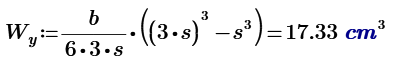 W_y := b / (6 • 3 • s) • ((3 • s)^3 − s^3) = 17.33 cm^3